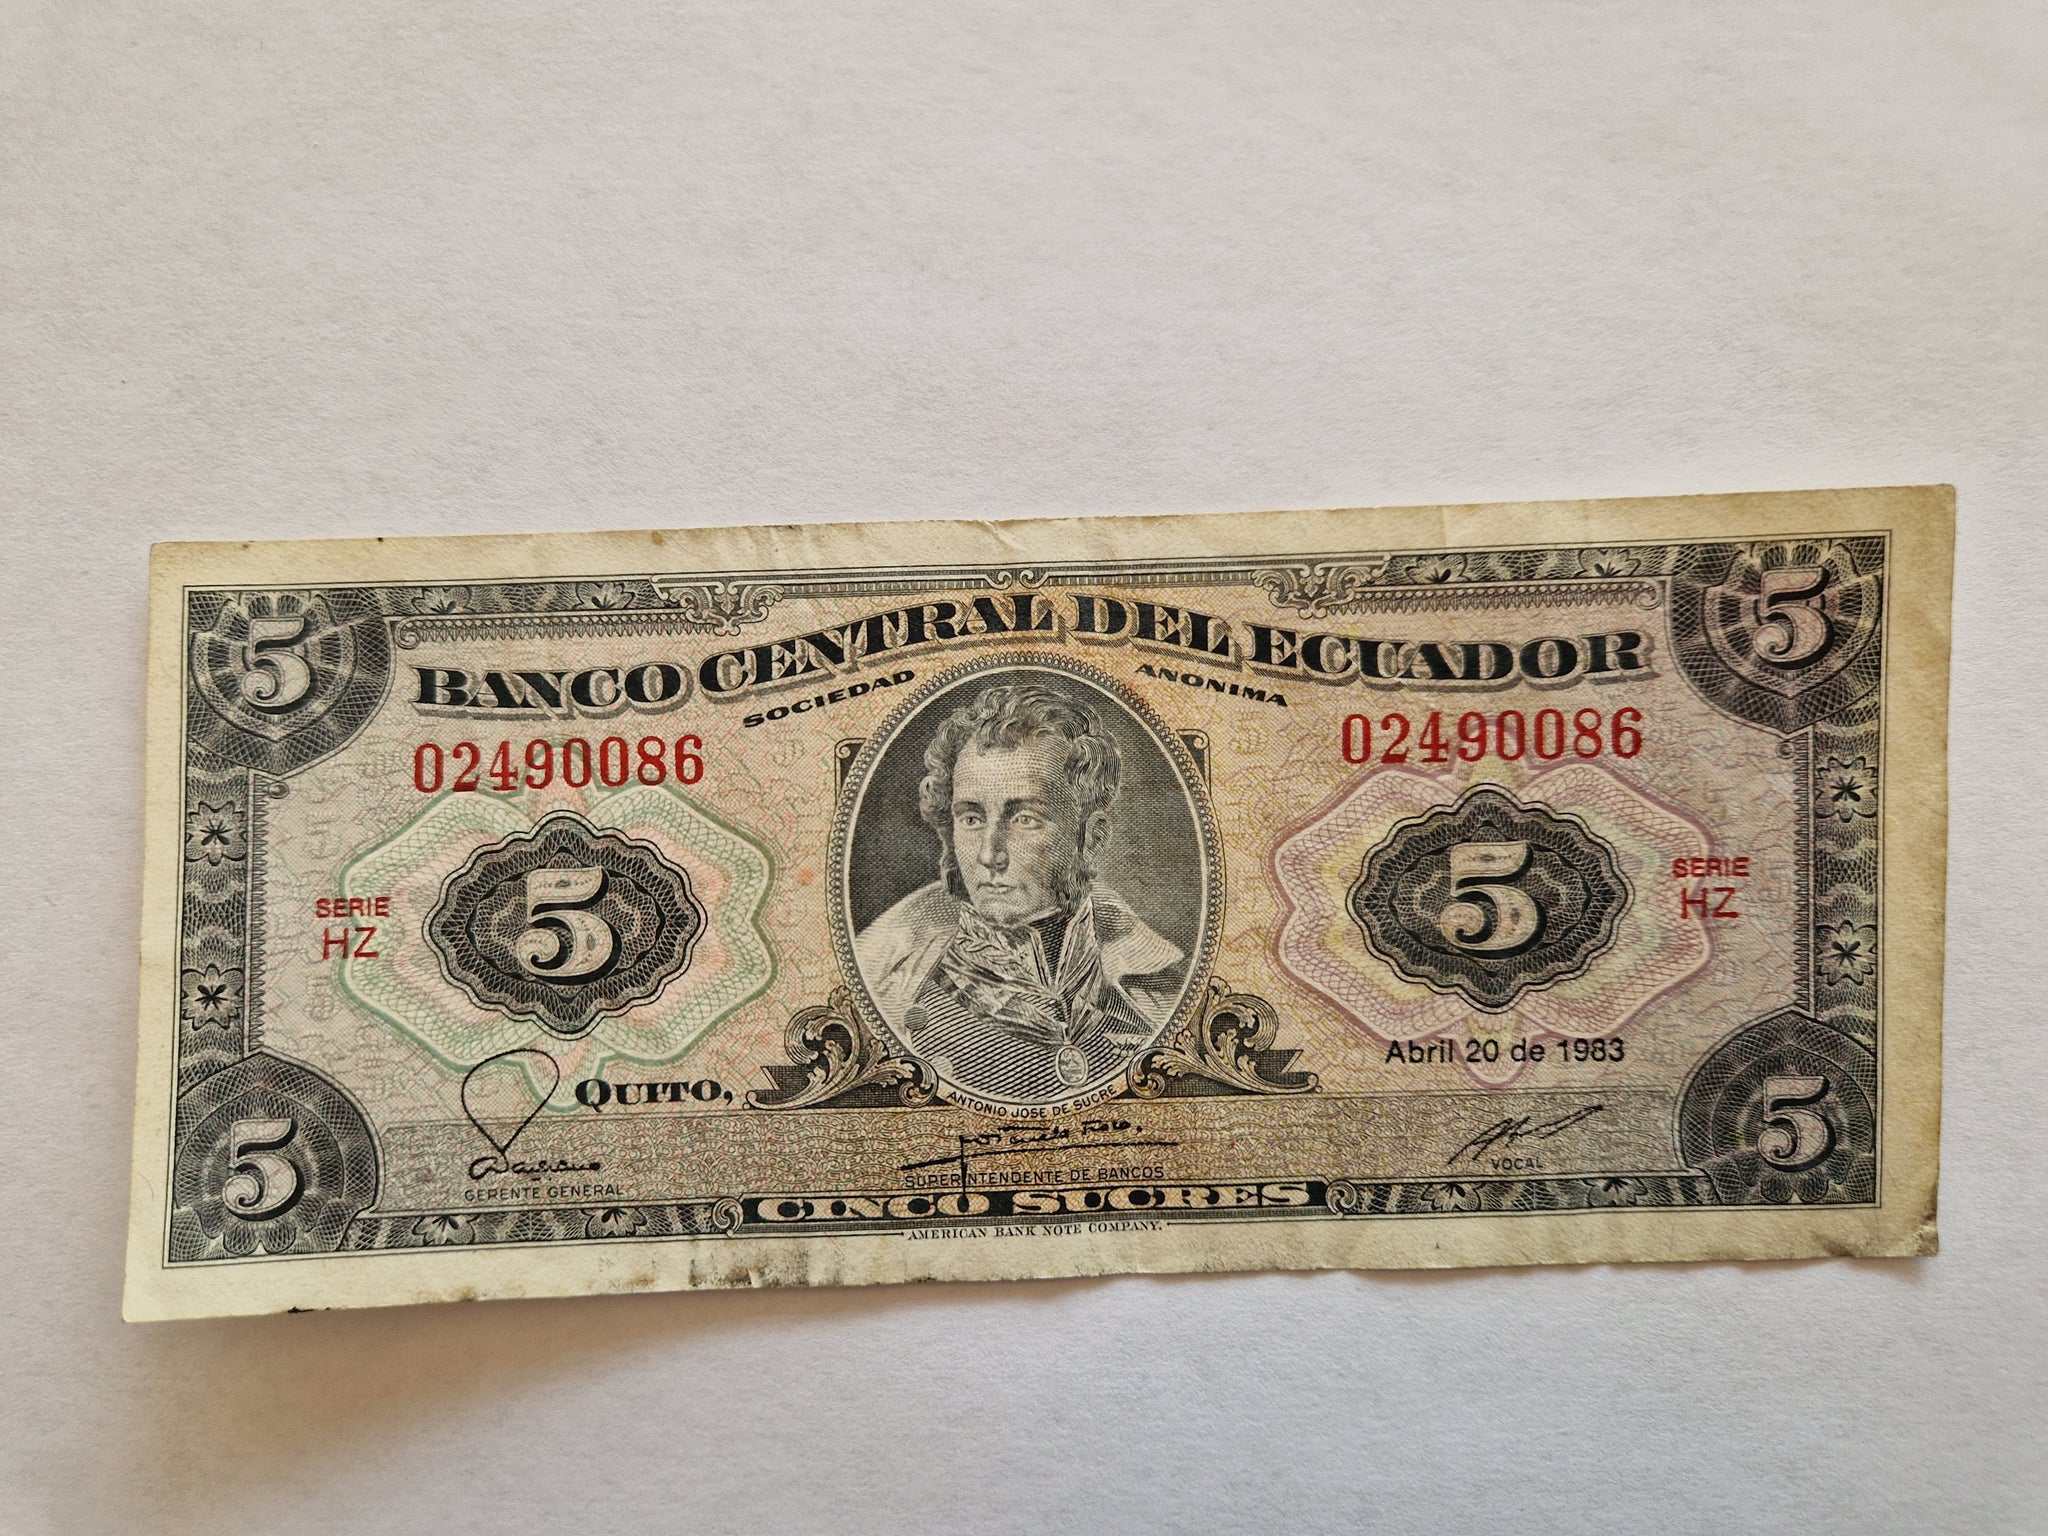 5 5
BANCO CENTRAL DEL ECUADOR
SOCIEDAD ANONIMA
02490086 02490086
SERIE HZ 5 5 SERIE HZ
Abril 20 de 1983
QUITO,
ANTONIO JOSE DE SUCRE
GERENTE GENERAL SUPERINTENDENTE DE BANCOS VOCAL
5 5
CINCO SUCRES
AMERICAN BANK NOTE COMPANY.